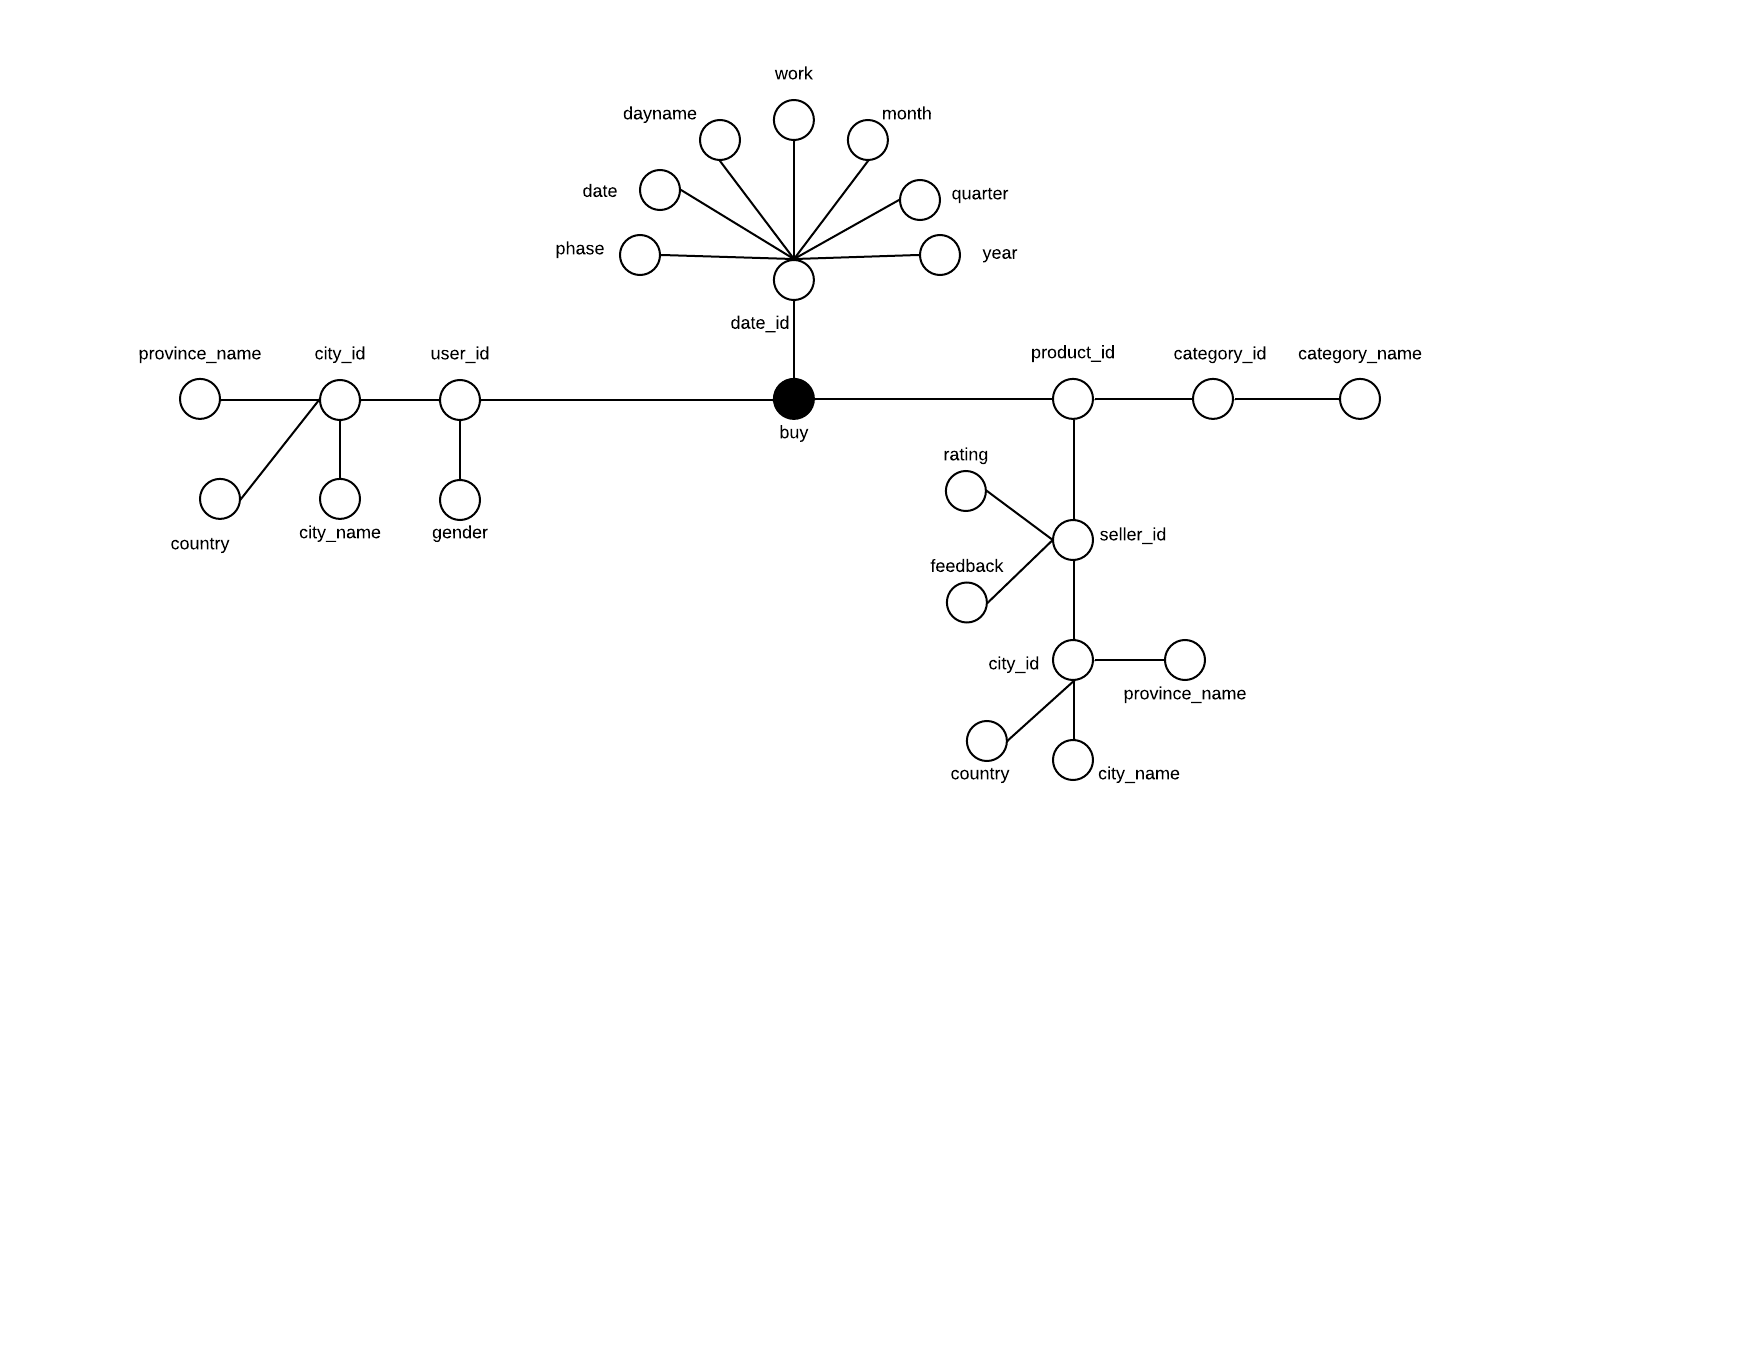 work
dayname
month
date
quarter
phase
year
date_id
province_name
city_id
user_id
product_id
category_id
category_name
buy
rating
country
city_name
gender
seller_id
feedback
city_id
province_name
country
city_name